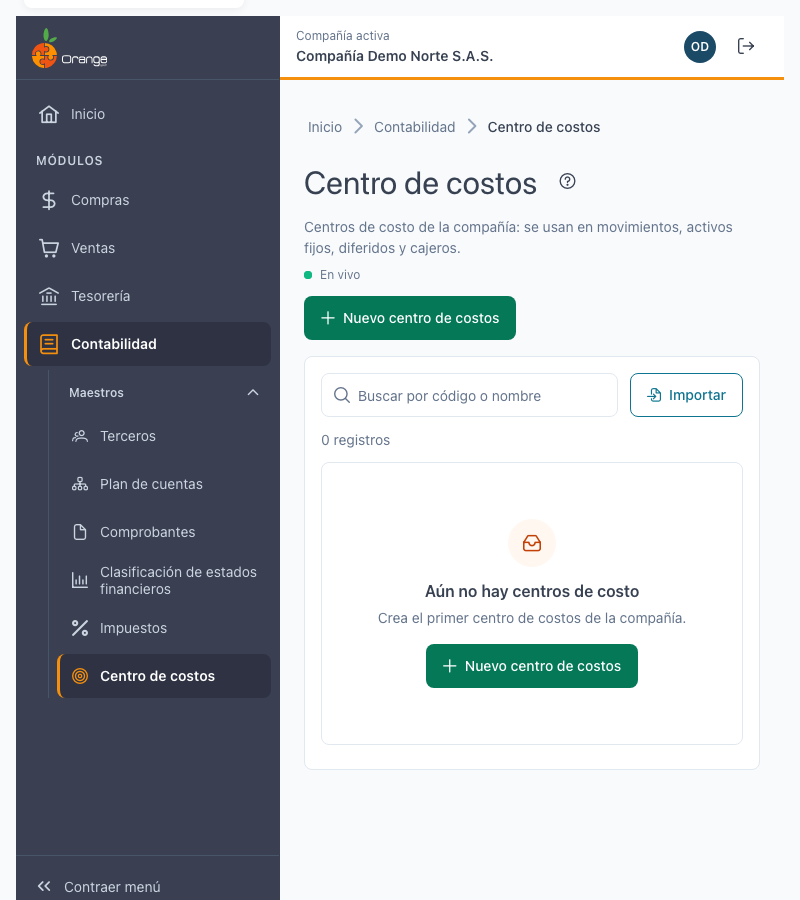 Orange
Compañía activa
Compañía Demo Norte S.A.S.
OD
Inicio
MÓDULOS
Compras
Ventas
Tesorería
Contabilidad
Maestros
Terceros
Plan de cuentas
Comprobantes
Clasificación de estados
financieros
Impuestos
Centro de costos
Contraer menú
Inicio
Contabilidad
Centro de costos
Centro de costos
Centros de costo de la compañía: se usan en movimientos, activos
fijos, diferidos y cajeros.
En vivo
Nuevo centro de costos
Buscar por código o nombre
Importar
0 registros
Aún no hay centros de costo
Crea el primer centro de costos de la compañía.
Nuevo centro de costos